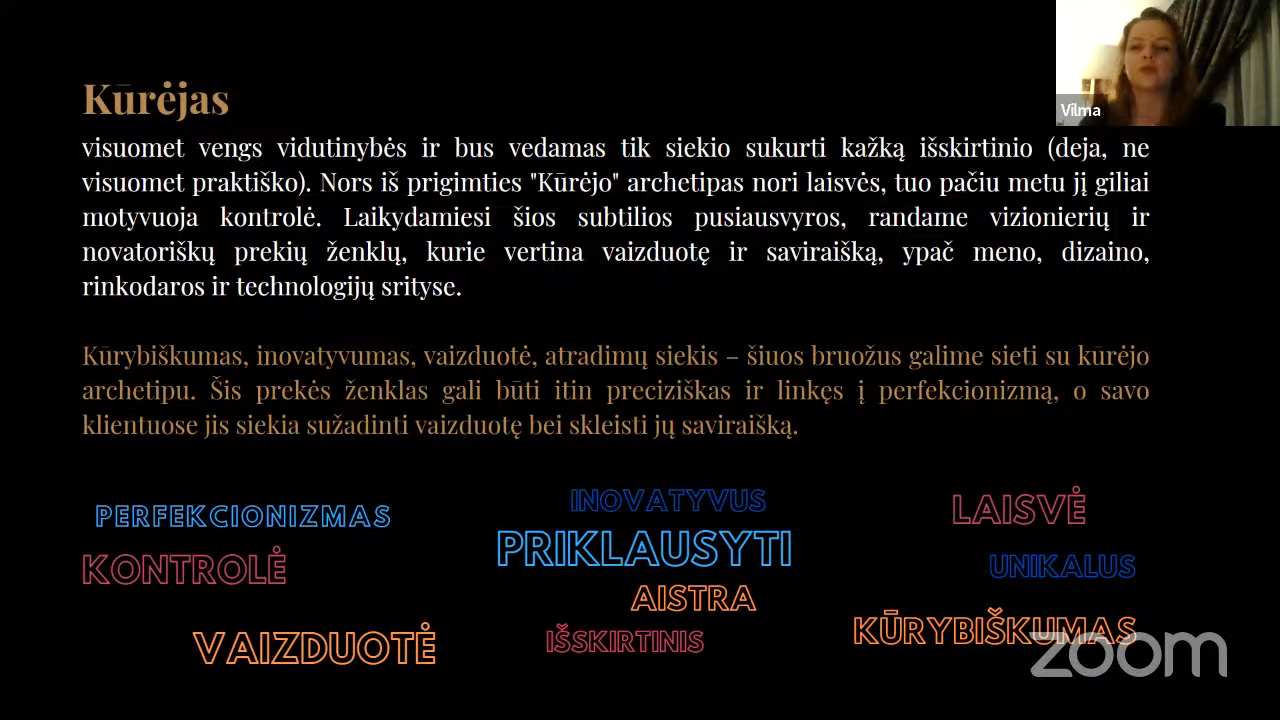 Vilma
Kūrėjas
visuomet vengs vidutinybės ir bus vedamas tik siekio sukurti kažką išskirtinio (deja, ne
visuomet praktiško). Nors iš prigimties "Kūrėjo" archetipas nori laisvės, tuo pačiu metu jį giliai
motyvuoja kontrolė. Laikydamiesi šios subtilios pusiausvyros, randame vizionierių ir
novatoriškų prekių ženklų, kurie vertina vaizduotę ir saviraišką, ypač meno, dizaino,
rinkodaros ir technologijų srityse.
Kūrybiškumas, inovatyvumas, vaizduotė, atradimų siekis – šiuos bruožus galime sieti su kūrėjo
archetipu. Šis prekės ženklas gali būti itin preciziškas ir linkęs į perfekcionizmą, o savo
klientuose jis siekia sužadinti vaizduotę bei skleisti jų saviraišką.
PERFEKCIONIZMAS
INOVATYVUS
LAISVĖ
KONTROLĖ
PRIKLAUSYTI
UNIKALUS
AISTRA
VAIZDUOTĖ
IŠSKIRTINIS
KŪRYBIŠKUMAS
zoom